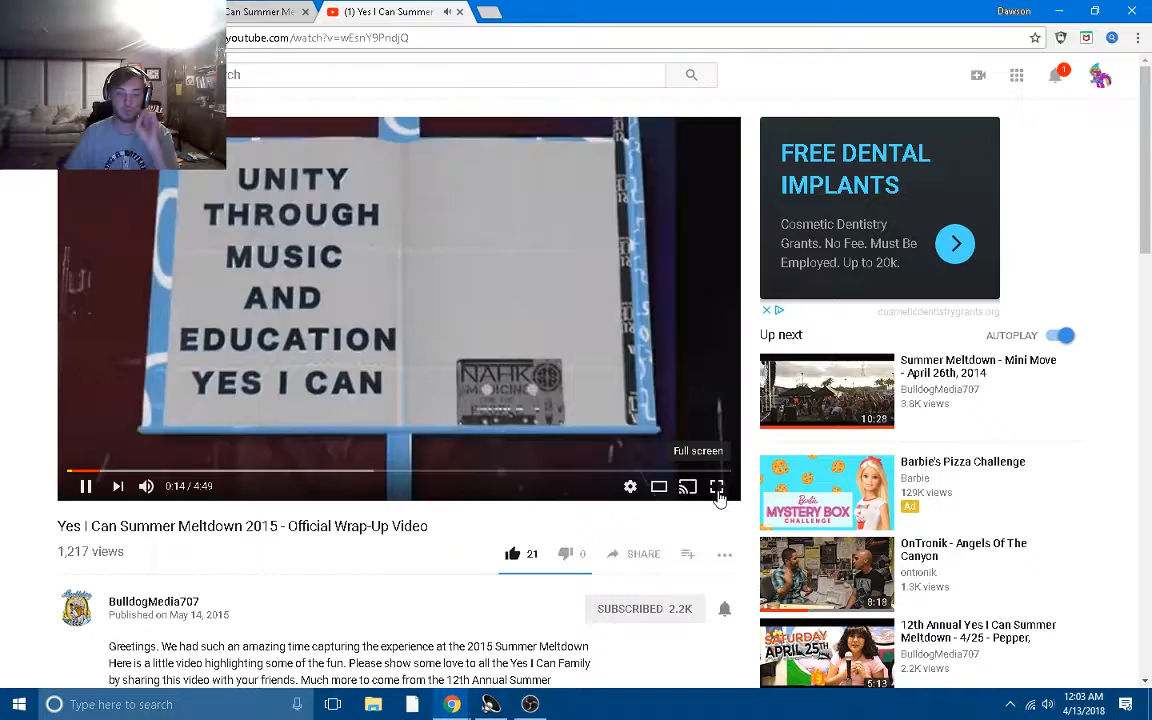 Can Summer Me
(1) Yes I Can Summer
Dawson
youtube.com/watch?v=wEsnY9PndjQ
ch
1
UNITY
THROUGH
MUSIC
AND
EDUCATION
YES I CAN
NAHKO
Full screen
0:14 / 4:49
FREE DENTAL
IMPLANTS
Cosmetic Dentistry
Grants. No Fee. Must Be
Employed. Up to 20k.
cosmeticdentistrygrants.org
Up next
AUTOPLAY
10:28
Summer Meltdown - Mini Move
- April 26th, 2014
BulldogMedia707
3.8K views
MYSTERY BOX
CHALLENGE
Barbie's Pizza Challenge
Barbie
129K views
Ad
8:18
OnTronik - Angels Of The
Canyon
ontronik
1.3K views
SATURDAY
APRIL 25TH
5:13
12th Annual Yes I Can Summer
Meltdown - 4/25 - Pepper,
BulldogMedia707
2.2K views
Yes I Can Summer Meltdown 2015 - Official Wrap-Up Video
1,217 views
21
0
SHARE
BulldogMedia707
Published on May 14, 2015
SUBSCRIBED 2.2K
Greetings. We had such an amazing time capturing the experience at the 2015 Summer Meltdown
Here is a little video highlighting some of the fun. Please show some love to all the Yes I Can Family
by sharing this video with your friends. Much more to come from the 12th Annual Summer
Type here to search
12:03 AM
4/13/2018